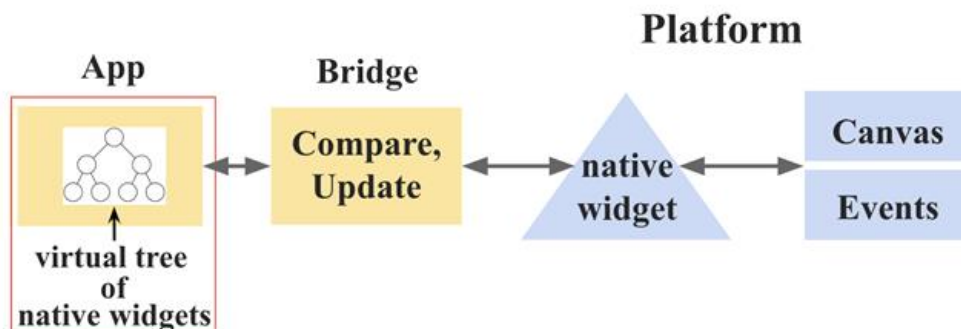 Platform
App
Bridge
Compare,
Update
native
widget
Canvas
Events
virtual tree
of
native widgets